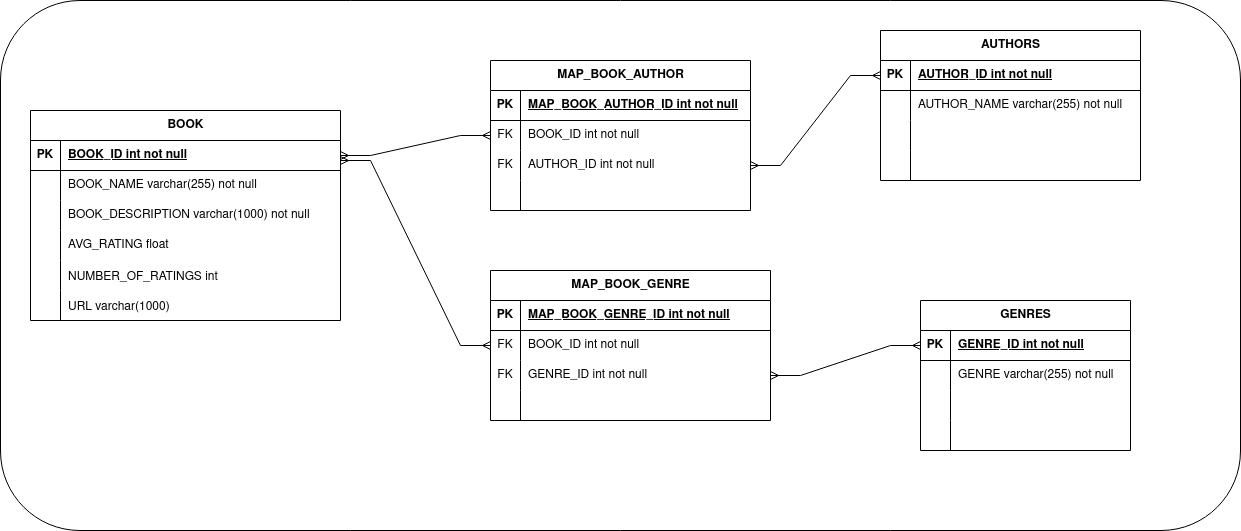 BOOK
PK BOOK_ID int not null
BOOK_NAME varchar(255) not null
BOOK_DESCRIPTION varchar(1000) not null
AVG_RATING float
NUMBER_OF_RATINGS int
URL varchar(1000)
MAP_BOOK_AUTHOR
PK MAP_BOOK_AUTHOR_ID int not null
FK BOOK_ID int not null
FK AUTHOR_ID int not null
AUTHORS
PK AUTHOR_ID int not null
AUTHOR_NAME varchar(255) not null
MAP_BOOK_GENRE
PK MAP_BOOK_GENRE_ID int not null
FK BOOK_ID int not null
FK GENRE_ID int not null
GENRES
PK GENRE_ID int not null
GENRE varchar(255) not null